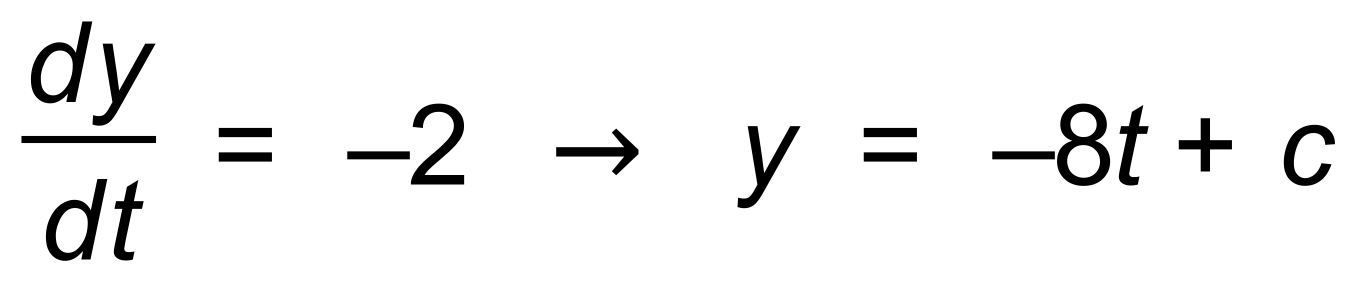 dy/dt = –2 → y = –8t + c